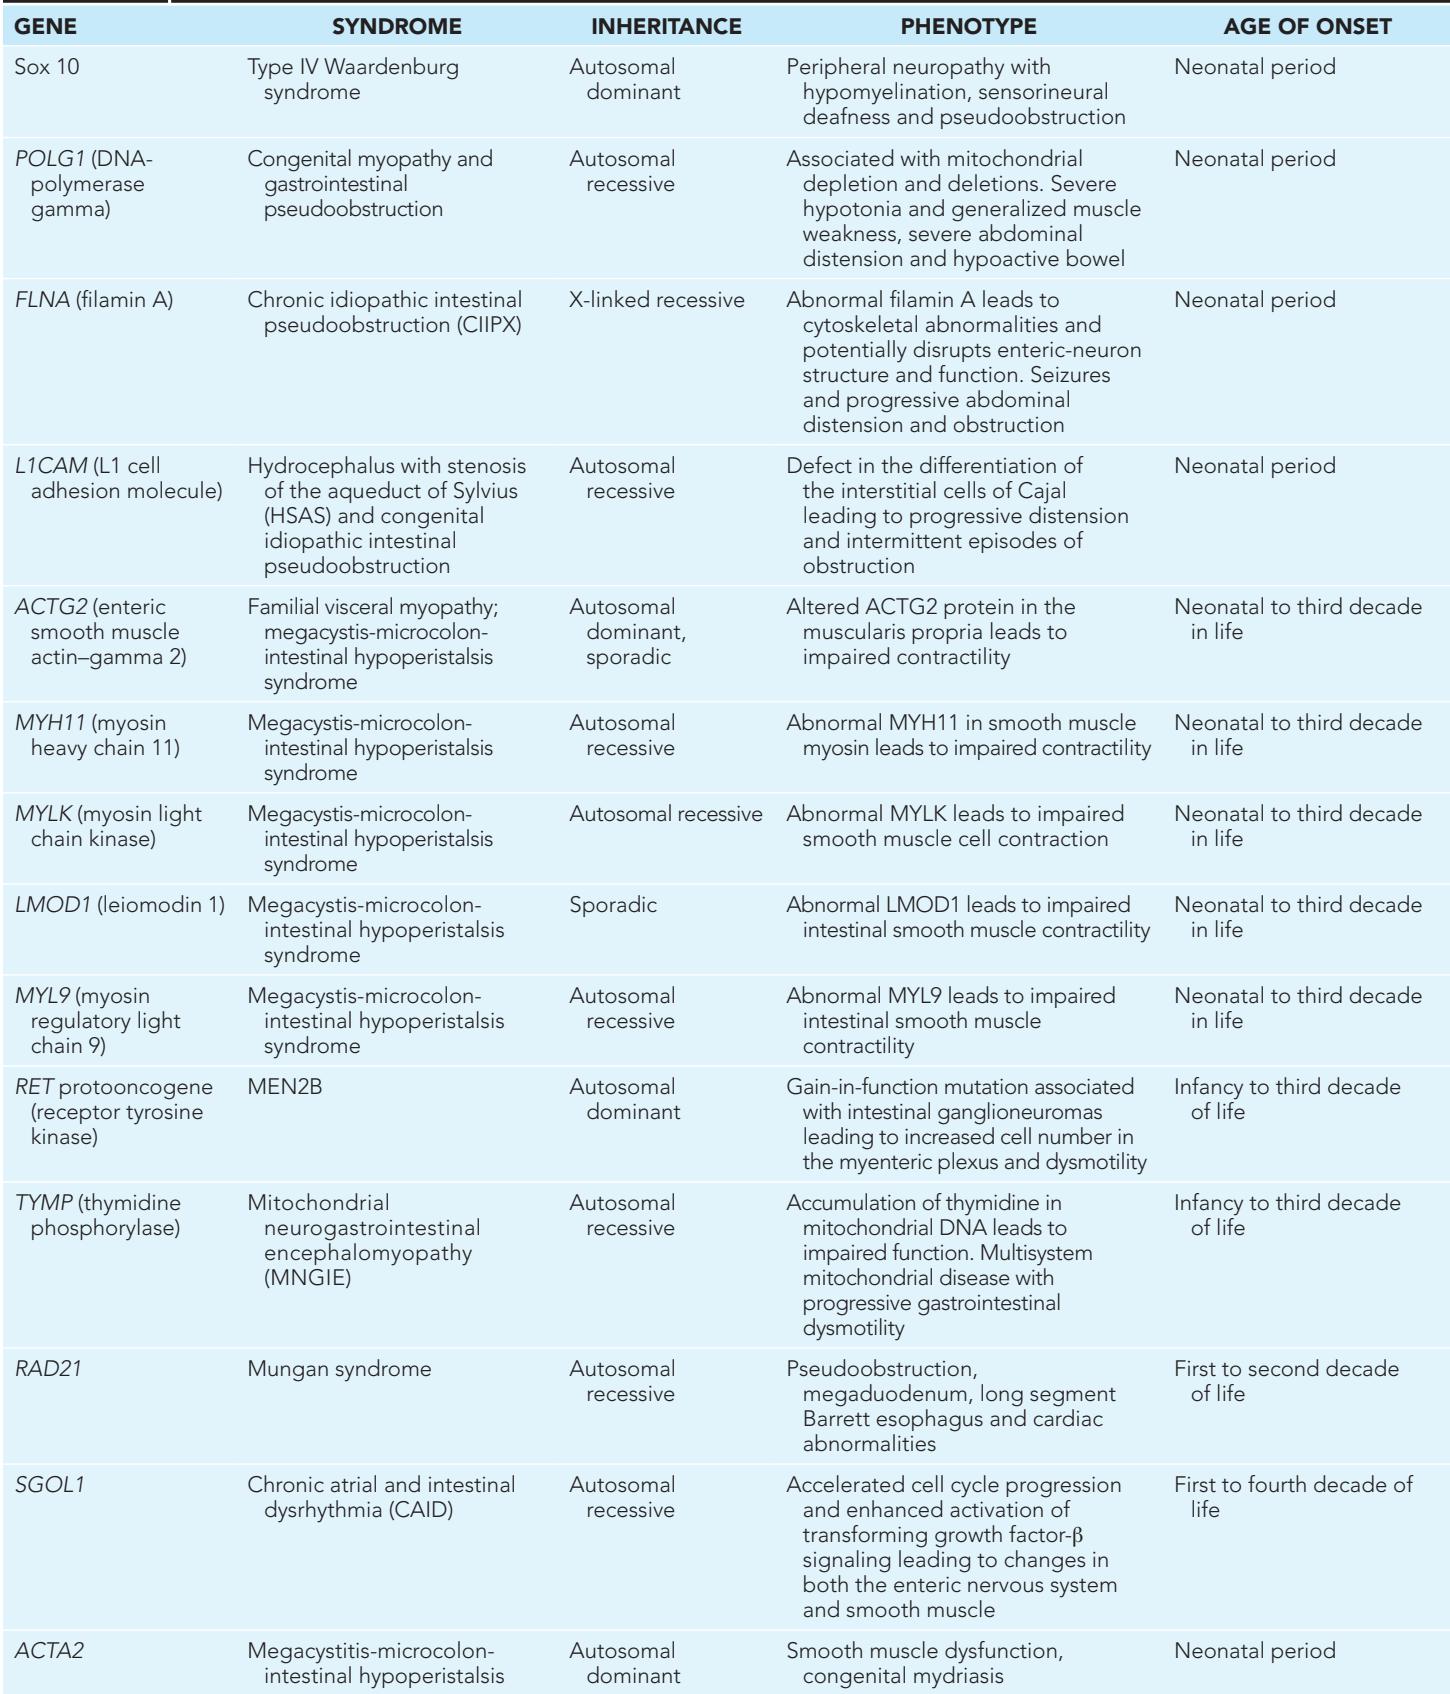 GENE SYNDROME INHERITANCE PHENOTYPE AGE OF ONSET
Sox 10
Type IV Waardenburg
syndrome
Autosomal
dominant
Peripheral neuropathy with
hypomyelination, sensorineural
deafness and pseudoobstruction
Neonatal period
POLG1 (DNA-
polymerase
gamma)
Congenital myopathy and
gastrointestinal
pseudoobstruction
Autosomal
recessive
Associated with mitochondrial
depletion and deletions. Severe
hypotonia and generalized muscle
weakness, severe abdominal
distension and hypoactive bowel
Neonatal period
FLNA (filamin A)
Chronic idiopathic intestinal
pseudoobstruction (CIIPX)
X-linked recessive
Abnormal filamin A leads to
cytoskeletal abnormalities and
potentially disrupts enteric-neuron
structure and function. Seizures
and progressive abdominal
distension and obstruction
Neonatal period
L1CAM (L1 cell
adhesion molecule)
Hydrocephalus with stenosis
of the aqueduct of Sylvius
(HSAS) and congenital
idiopathic intestinal
pseudoobstruction
Autosomal
recessive
Defect in the differentiation of
the interstitial cells of Cajal
leading to progressive distension
and intermittent episodes of
obstruction
Neonatal period
ACTG2 (enteric
smooth muscle
actin–gamma 2)
Familial visceral myopathy;
megacystis-microcolon-
intestinal hypoperistalsis
syndrome
Autosomal
dominant,
sporadic
Altered ACTG2 protein in the
muscularis propria leads to
impaired contractility
Neonatal to third decade
in life
MYH11 (myosin
heavy chain 11)
Megacystis-microcolon-
intestinal hypoperistalsis
syndrome
Autosomal
recessive
Abnormal MYH11 in smooth muscle
myosin leads to impaired contractility
Neonatal to third decade
in life
MYLK (myosin light
chain kinase)
Megacystis-microcolon-
intestinal hypoperistalsis
syndrome
Autosomal recessive
Abnormal MYLK leads to impaired
smooth muscle cell contraction
Neonatal to third decade
in life
LMOD1 (leiomodin 1)
Megacystis-microcolon-
intestinal hypoperistalsis
syndrome
Sporadic
Abnormal LMOD1 leads to impaired
intestinal smooth muscle contractility
Neonatal to third decade
in life
MYL9 (myosin
regulatory light
chain 9)
Megacystis-microcolon-
intestinal hypoperistalsis
syndrome
Autosomal
recessive
Abnormal MYL9 leads to impaired
intestinal smooth muscle
contractility
Neonatal to third decade
in life
RET protooncogene
(receptor tyrosine
kinase)
MEN2B
Autosomal
dominant
Gain-in-function mutation associated
with intestinal ganglioneuromas
leading to increased cell number in
the myenteric plexus and dysmotility
Infancy to third decade
of life
TYMP (thymidine
phosphorylase)
Mitochondrial
neurogastrointestinal
encephalomyopathy
(MNGIE)
Autosomal
recessive
Accumulation of thymidine in
mitochondrial DNA leads to
impaired function. Multisystem
mitochondrial disease with
progressive gastrointestinal
dysmotility
Infancy to third decade
of life
RAD21
Mungan syndrome
Autosomal
recessive
Pseudoobstruction,
megaduodenum, long segment
Barrett esophagus and cardiac
abnormalities
First to second decade
of life
SGOL1
Chronic atrial and intestinal
dysrhythmia (CAID)
Autosomal
recessive
Accelerated cell cycle progression
and enhanced activation of
transforming growth factor-β
signaling leading to changes in
both the enteric nervous system
and smooth muscle
First to fourth decade of
life
ACTA2
Megacystitis-microcolon-
intestinal hypoperistalsis
Autosomal
dominant
Smooth muscle dysfunction,
congenital mydriasis
Neonatal period